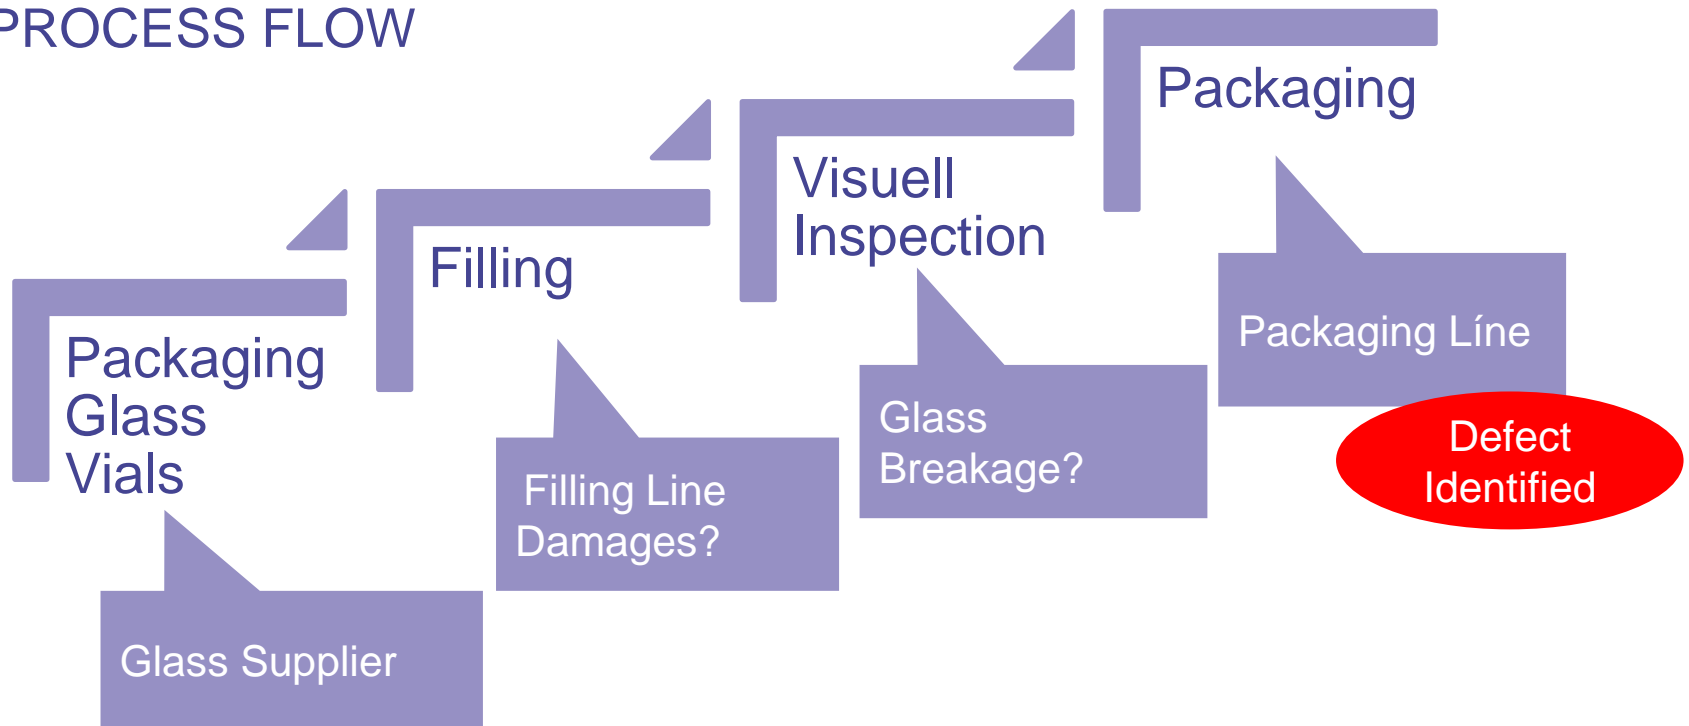 PROCESS FLOW
Packaging
Glass
Vials
Glass Supplier
Filling
Filling Line
Damages?
Visuell
Inspection
Glass
Breakage?
Packaging
Packaging Líne
Defect
Identified